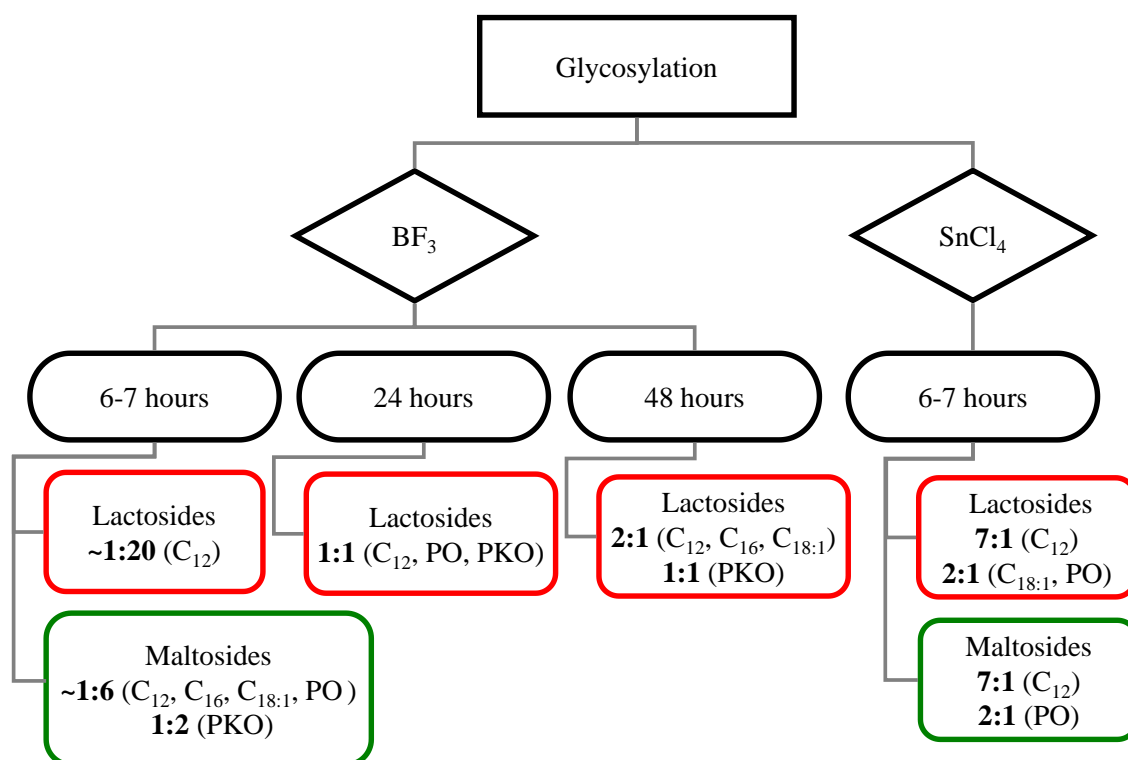 Glycosylation
BF₃
SnCl₄
6-7 hours
24 hours
48 hours
6-7 hours
Lactosides
~1:20 (C₁₂)
Lactosides
1:1 (C₁₂, PO, PKO)
Lactosides
2:1 (C₁₂, C₁₆, C₁₈:₁)
1:1 (PKO)
Lactosides
7:1 (C₁₂)
2:1 (C₁₈:₁, PO)
Maltosides
~1:6 (C₁₂, C₁₆, C₁₈:₁, PO)
1:2 (PKO)
Maltosides
7:1 (C₁₂)
2:1 (PO)